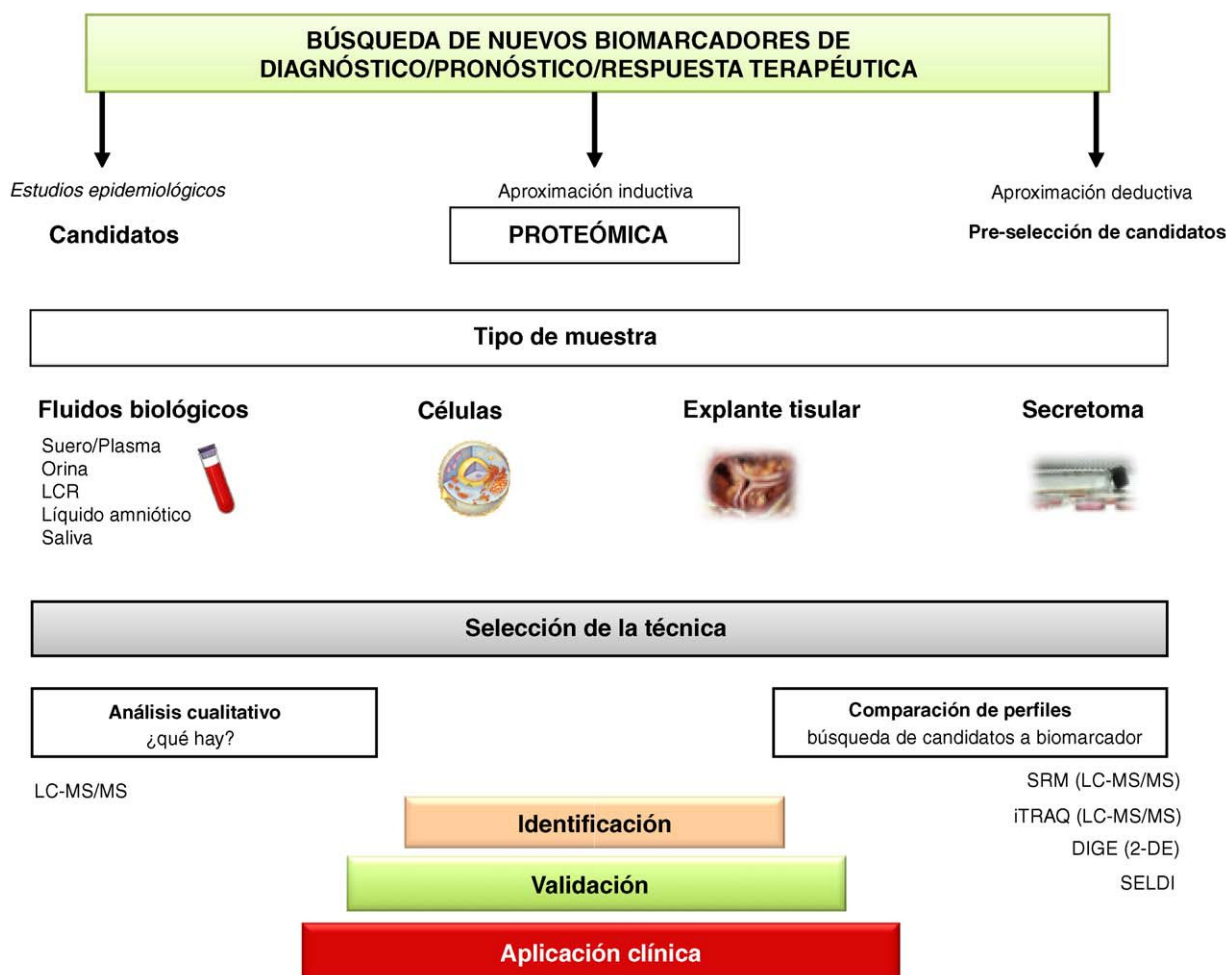 BÚSQUEDA DE NUEVOS BIOMARCADORES DE
DIAGNÓSTICO/PRONÓSTICO/RESPUESTA TERAPÉUTICA
Estudios epidemiológicos
Candidatos
Aproximación inductiva
PROTEÓMICA
Aproximación deductiva
Pre-selección de candidatos
Tipo de muestra
Fluidos biológicos
Suero/Plasma
Orina
LCR
Líquido amniótico
Saliva
Células
Explante tisular
Secretoma
Selección de la técnica
Análisis cualitativo
¿qué hay?
LC-MS/MS
Comparación de perfiles
búsqueda de candidatos a biomarcador
SRM (LC-MS/MS)
iTRAQ (LC-MS/MS)
DIGE (2-DE)
SELDI
Identificación
Validación
Aplicación clínica